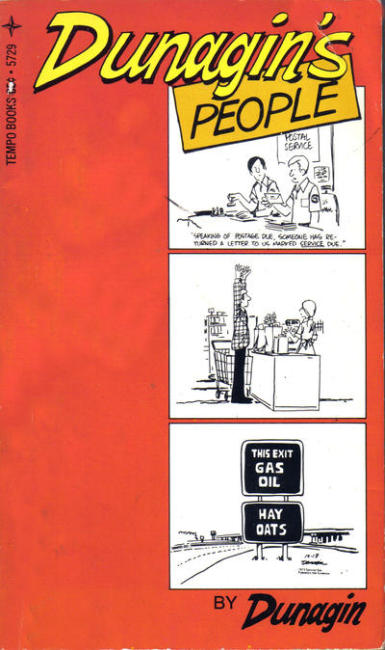 Dunagin's
PEOPLE
TEMPO BOOKS • 5729
POSTAL
SERVICE
"SPEAKING OF POSTAGE DUE, SOMEONE HAS RE-
TURNED A LETTER TO US MARKED SERVICE DUE."
THIS EXIT
GAS
OIL
HAY
OATS
BY Dunagin